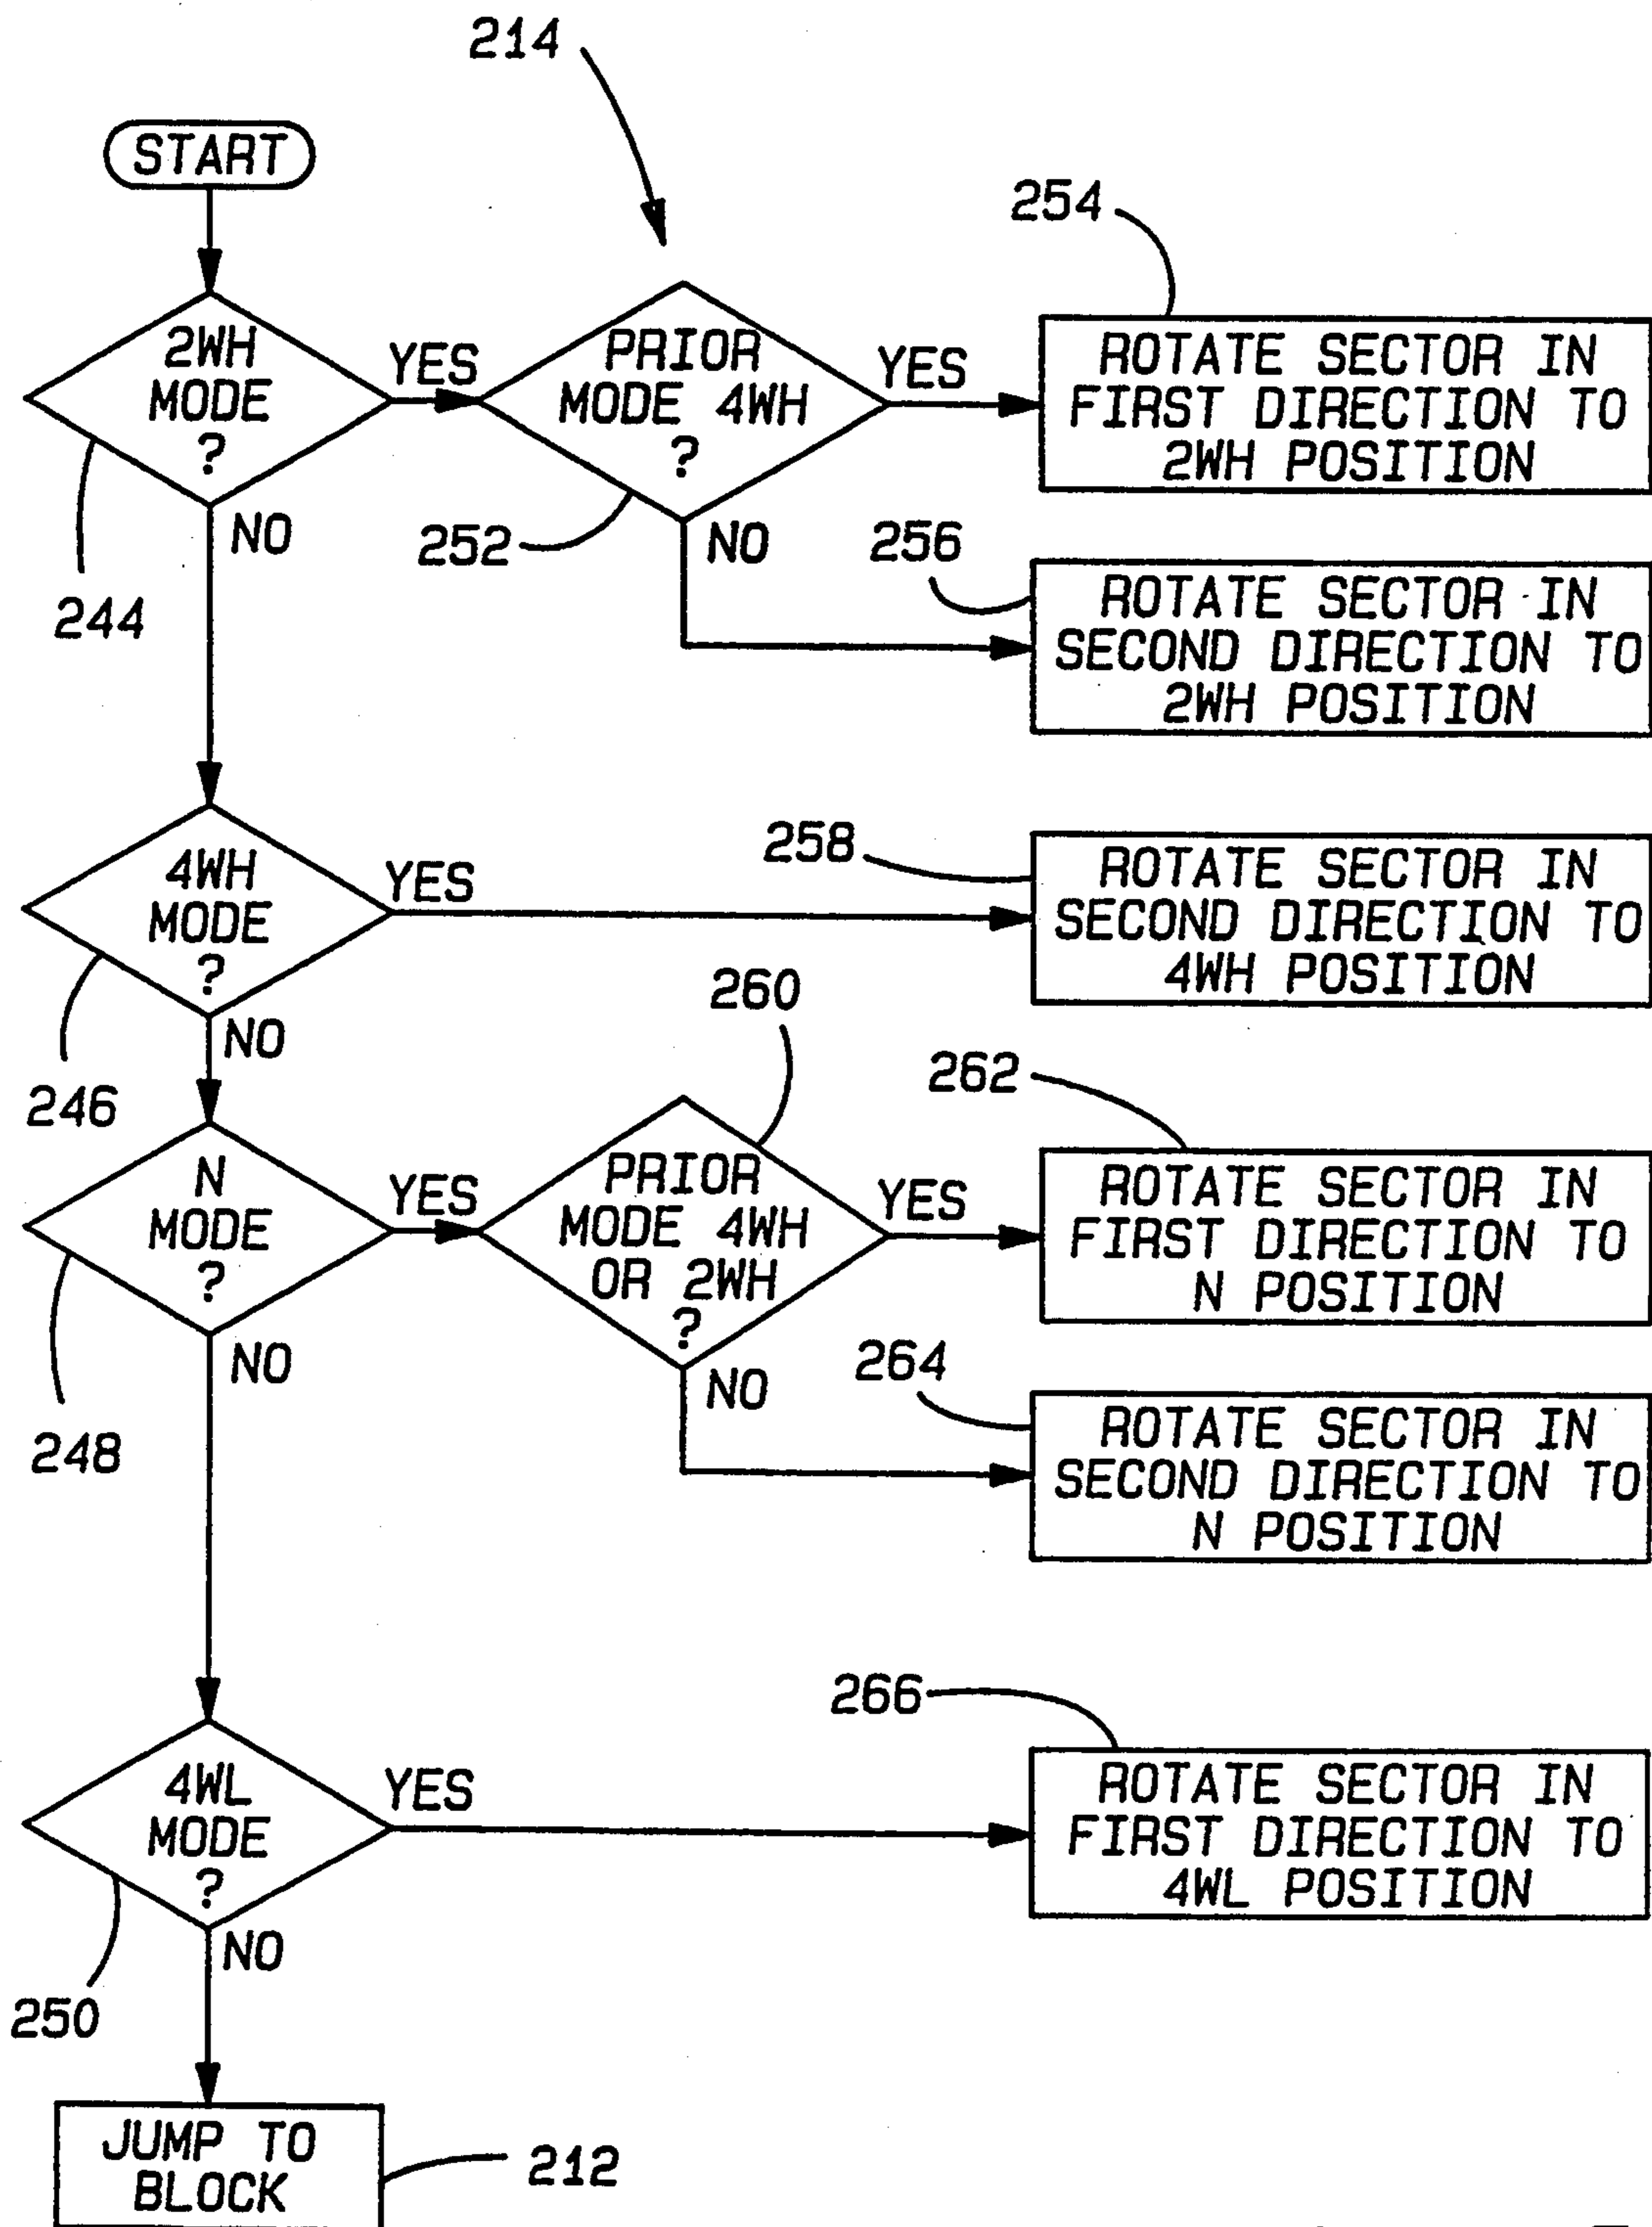 214
START
254
2WH
MODE
?
YES
PRIOR
MODE 4WH
?
YES
ROTATE SECTOR IN
FIRST DIRECTION TO
2WH POSITION
NO
252
NO
256
244
ROTATE SECTOR IN
SECOND DIRECTION TO
2WH POSITION
258
4WH
MODE
?
YES
ROTATE SECTOR IN
SECOND DIRECTION TO
4WH POSITION
NO
260
246
262
N
MODE
?
YES
PRIOR
MODE 4WH
OR 2WH
?
YES
ROTATE SECTOR IN
FIRST DIRECTION TO
N POSITION
NO
NO
264
248
ROTATE SECTOR IN
SECOND DIRECTION TO
N POSITION
266
4WL
MODE
?
YES
ROTATE SECTOR IN
FIRST DIRECTION TO
4WL POSITION
NO
250
JUMP TO
BLOCK
212